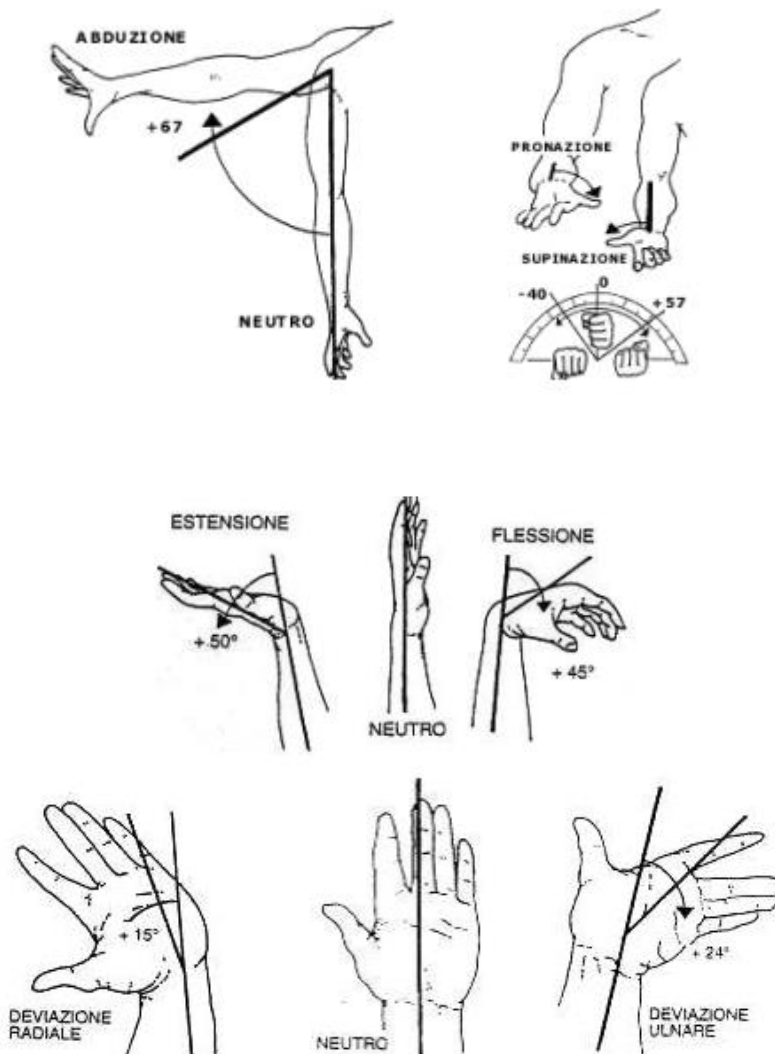 ABDUZIONE
+67
NEUTRO
PRONAZIONE
SUPINAZIONE
-40
0
+57
ESTENSIONE
+50°
NEUTRO
FLESSIONE
+45°
+15°
DEVIAZIONE
RADIALE
NEUTRO
+24°
DEVIAZIONE
ULNARE